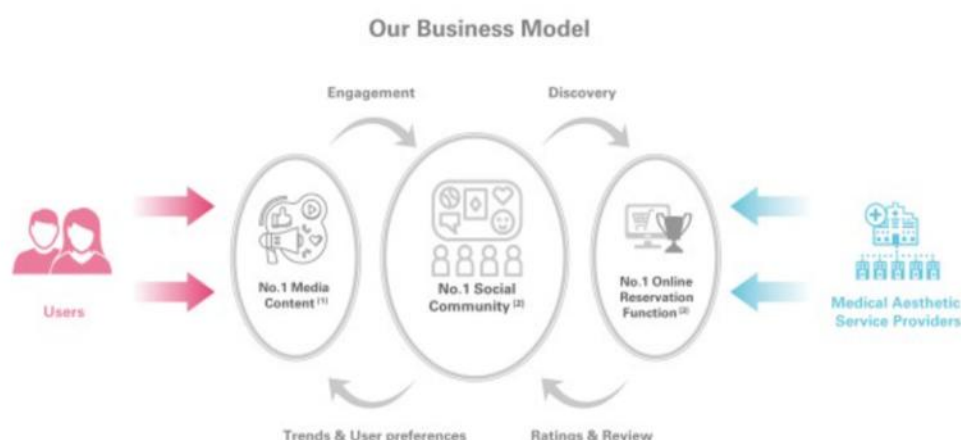 Our Business Model
Engagement
Discovery
No.1 Media
Content (1)
No.1 Social
Community (2)
No.1 Online
Reservation
Function (3)
Users
Medical Aesthetic
Service Providers
Trends & User preferences
Ratings & Review